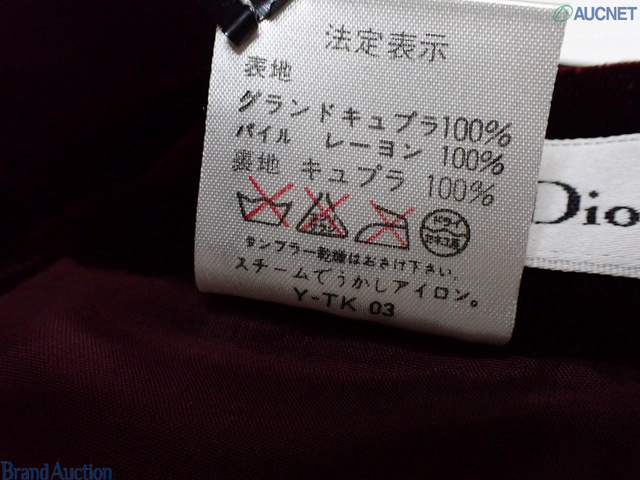 AUCNET
法定表示
表地
グランドキュプラ100%
パイル レーヨン 100%
裏地 キュプラ 100%
ドライ
タンブラー乾燥はおさけ下さい。
スチームでうかしアイロン。
Y-TK 03
Dio
Brand Auction